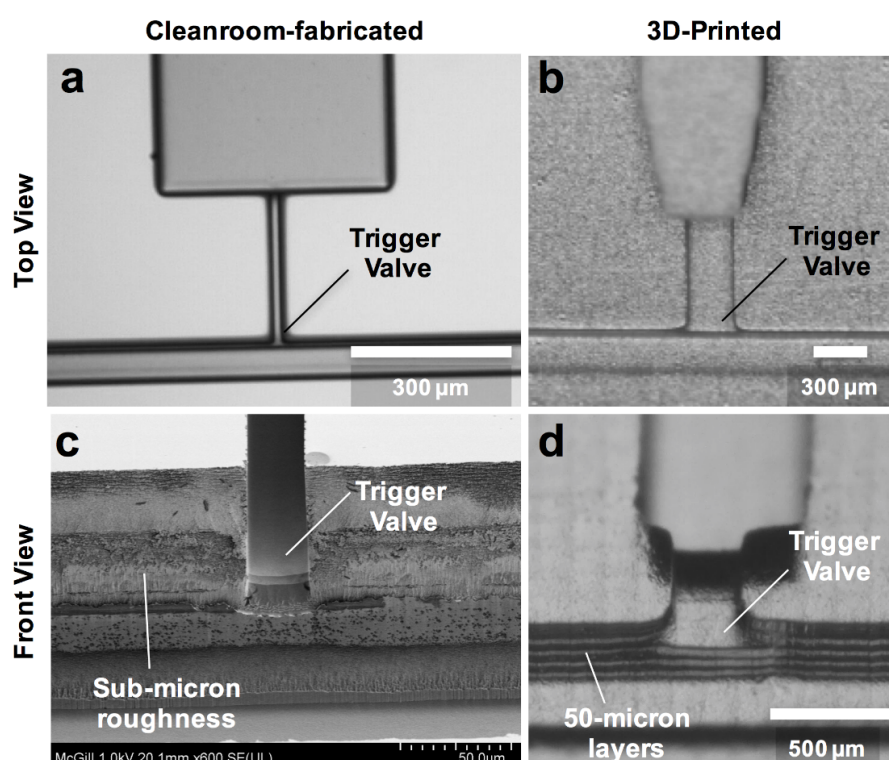 Cleanroom-fabricated
3D-Printed
Top View
a
Trigger
Valve
300 µm
b
Trigger
Valve
300 µm
Front View
c
Trigger
Valve
Sub-micron
roughness
McGill 1.0kV 20.1mm x600 SE(UL)
50.0µm
d
Trigger
Valve
50-micron
layers
500 µm